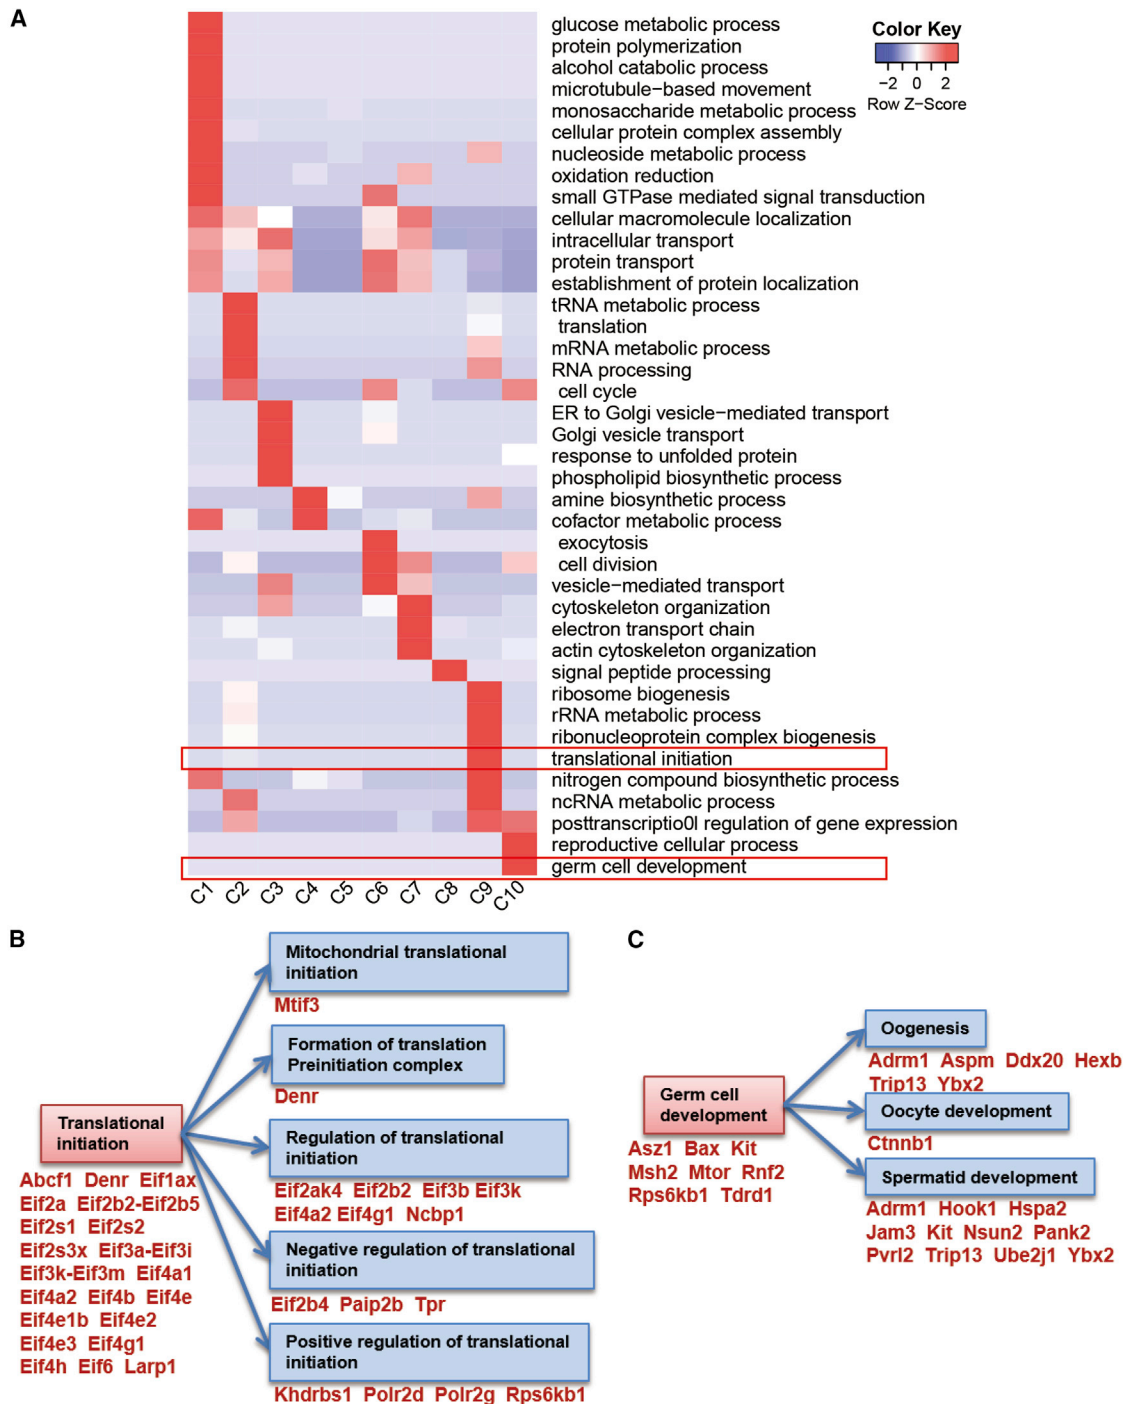 A
glucose metabolic process
protein polymerization
alcohol catabolic process
microtubule−based movement
monosaccharide metabolic process
cellular protein complex assembly
nucleoside metabolic process
oxidation reduction
small GTPase mediated signal transduction
cellular macromolecule localization
intracellular transport
protein transport
establishment of protein localization
tRNA metabolic process
translation
mRNA metabolic process
RNA processing
cell cycle
ER to Golgi vesicle−mediated transport
Golgi vesicle transport
response to unfolded protein
phospholipid biosynthetic process
amine biosynthetic process
cofactor metabolic process
exocytosis
cell division
vesicle−mediated transport
cytoskeleton organization
electron transport chain
actin cytoskeleton organization
signal peptide processing
ribosome biogenesis
rRNA metabolic process
ribonucleoprotein complex biogenesis
translational initiation
nitrogen compound biosynthetic process
ncRNA metabolic process
posttranscriptio0l regulation of gene expression
reproductive cellular process
germ cell development
C1 C2 C3 C4 C5 C6 C7 C8 C9 C10
Color Key
−2 0 2
Row Z−Score
B
Translational
initiation
Abcf1 Denr Eif1ax
Eif2a Eif2b2-Eif2b5
Eif2s1 Eif2s2
Eif2s3x Eif3a-Eif3i
Eif3k-Eif3m Eif4a1
Eif4a2 Eif4b Eif4e
Eif4e1b Eif4e2
Eif4e3 Eif4g1
Eif4h Eif6 Larp1
Mitochondrial translational
initiation
Mtif3
Formation of translation
Preinitiation complex
Denr
Regulation of translational
initiation
Eif2ak4 Eif2b2 Eif3b Eif3k
Eif4a2 Eif4g1 Ncbp1
Negative regulation of translational
initiation
Eif2b4 Paip2b Tpr
Positive regulation of translational
initiation
Khdrbs1 Polr2d Polr2g Rps6kb1
C
Germ cell
development
Asz1 Bax Kit
Msh2 Mtor Rnf2
Rps6kb1 Tdrd1
Oogenesis
Adrm1 Aspm Ddx20 Hexb
Trip13 Ybx2
Oocyte development
Ctnnb1
Spermatid development
Adrm1 Hook1 Hspa2
Jam3 Kit Nsun2 Pank2
Pvrl2 Trip13 Ube2j1 Ybx2